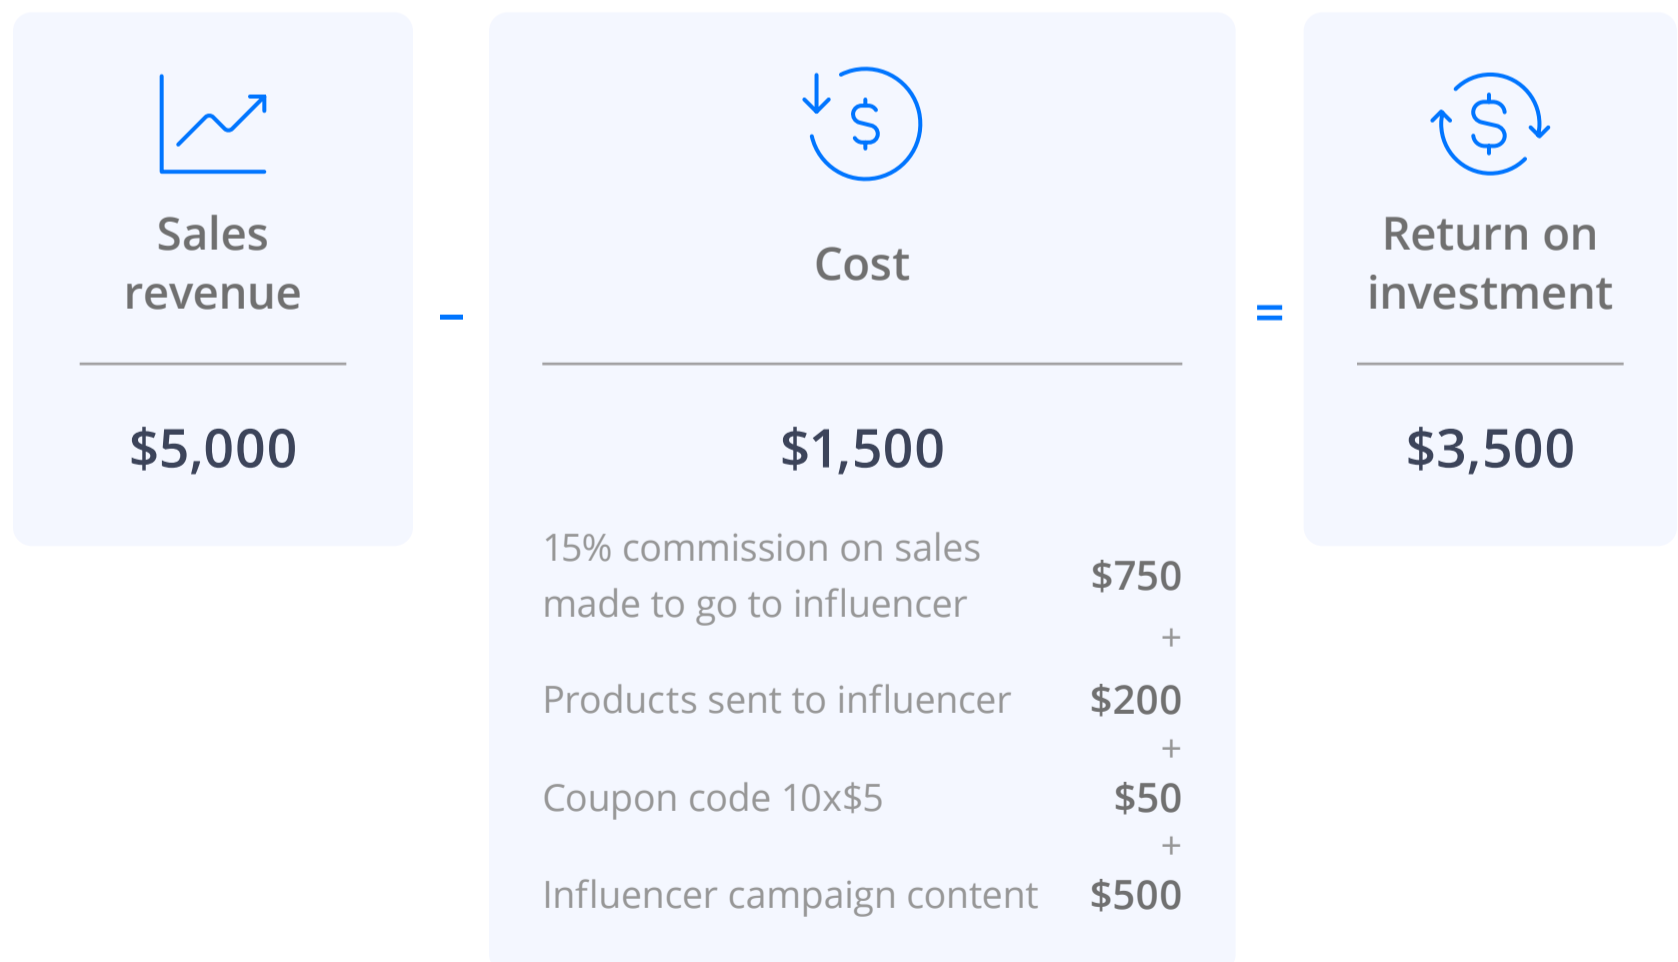 Sales
revenue
$5,000
–
Cost
$1,500
15% commission on sales
made to go to influencer
$750
+
Products sent to influencer $200
+
Coupon code 10x$5 $50
+
Influencer campaign content $500
=
Return on
investment
$3,500